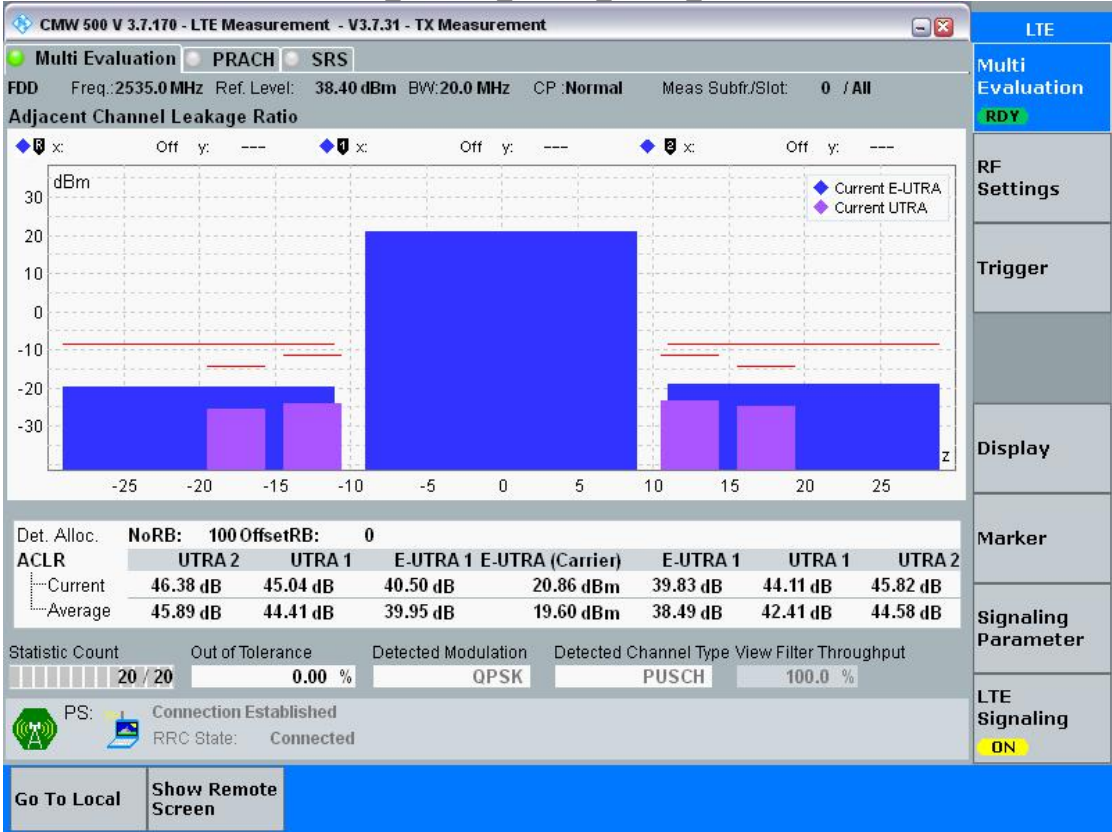 CMW 500 V 3.7.170 - LTE Measurement - V3.7.31 - TX Measurement
LTE
Multi Evaluation PRACH SRS
Multi
Evaluation
RDY
FDD Freq.:2535.0 MHz Ref. Level: 38.40 dBm BW:20.0 MHz CP :Normal Meas Subfr./Slot: 0 / All
Adjacent Channel Leakage Ratio
R x: Off y: --- 1 x: Off y: --- 2 x: Off y: ---
dBm
Current E-UTRA
Current UTRA
30
20
10
0
-10
-20
-30
z
-25 -20 -15 -10 -5 0 5 10 15 20 25
RF
Settings
Trigger
Display
Marker
Signaling
Parameter
LTE
Signaling
ON
Det. Alloc. NoRB: 100 OffsetRB: 0
ACLR UTRA 2 UTRA 1 E-UTRA 1 E-UTRA (Carrier) E-UTRA 1 UTRA 1 UTRA 2
Current 46.38 dB 45.04 dB 40.50 dB 20.86 dBm 39.83 dB 44.11 dB 45.82 dB
Average 45.89 dB 44.41 dB 39.95 dB 19.60 dBm 38.49 dB 42.41 dB 44.58 dB
Statistic Count Out of Tolerance Detected Modulation Detected Channel Type View Filter Throughput
20 / 20 0.00 % QPSK PUSCH 100.0 %
PS: Connection Established
RRC State: Connected
Go To Local
Show Remote
Screen